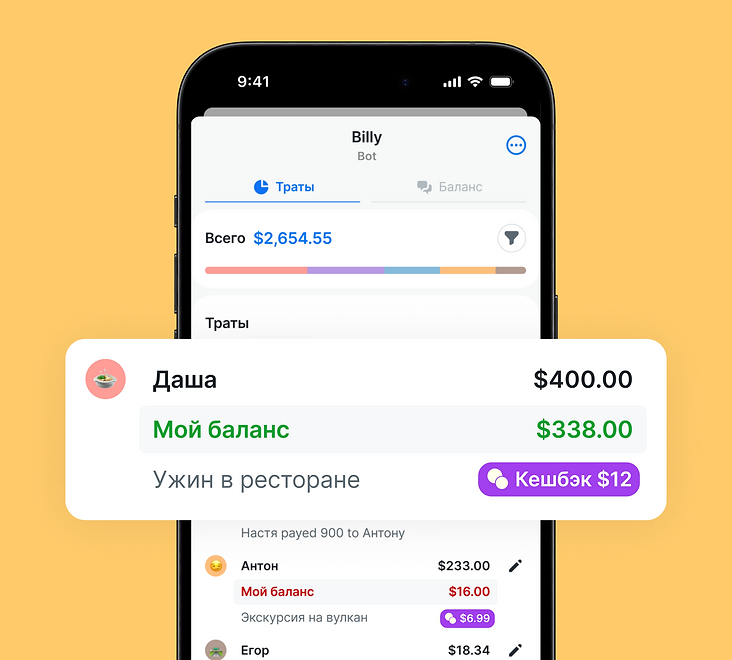 9:41
Billy
Bot
Траты
Баланс
Всего $2,654.55
Траты
Даша $400.00
Мой баланс $338.00
Ужин в ресторане Кешбэк $12
Настя payed 900 to Антону
Антон $233.00
Мой баланс $16.00
Экскурсия на вулкан $6.99
Егор $18.34